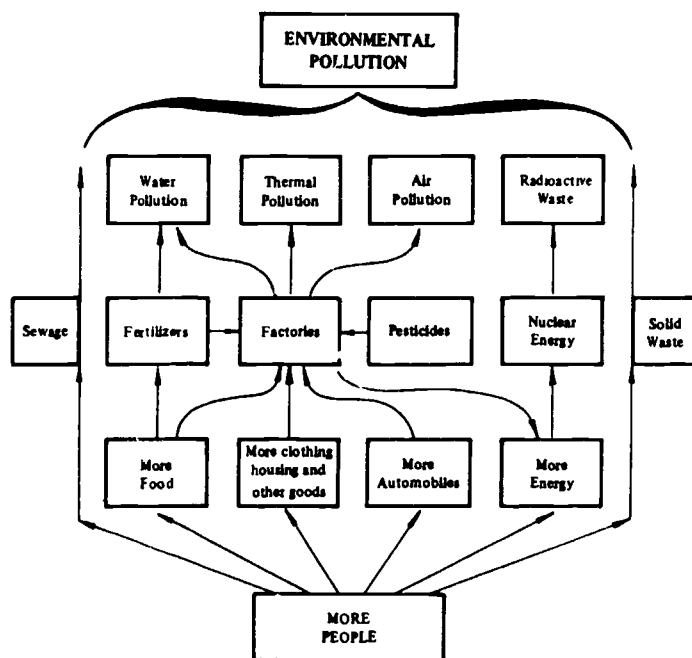 ENVIRONMENTAL
POLLUTION
Water
Pollution
Thermal
Pollution
Air
Pollution
Radioactive
Waste
Sewage
Fertilizers
Factories
Pesticides
Nuclear
Energy
Solid
Waste
More
Food
More clothing
housing and
other goods
More
Automobiles
More
Energy
MORE
PEOPLE